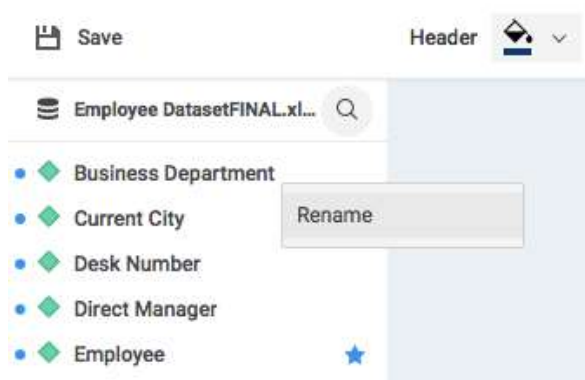 Save
Header
Employee DatasetFINAL.xl...
Business Department
Rename
Current City
Desk Number
Direct Manager
Employee